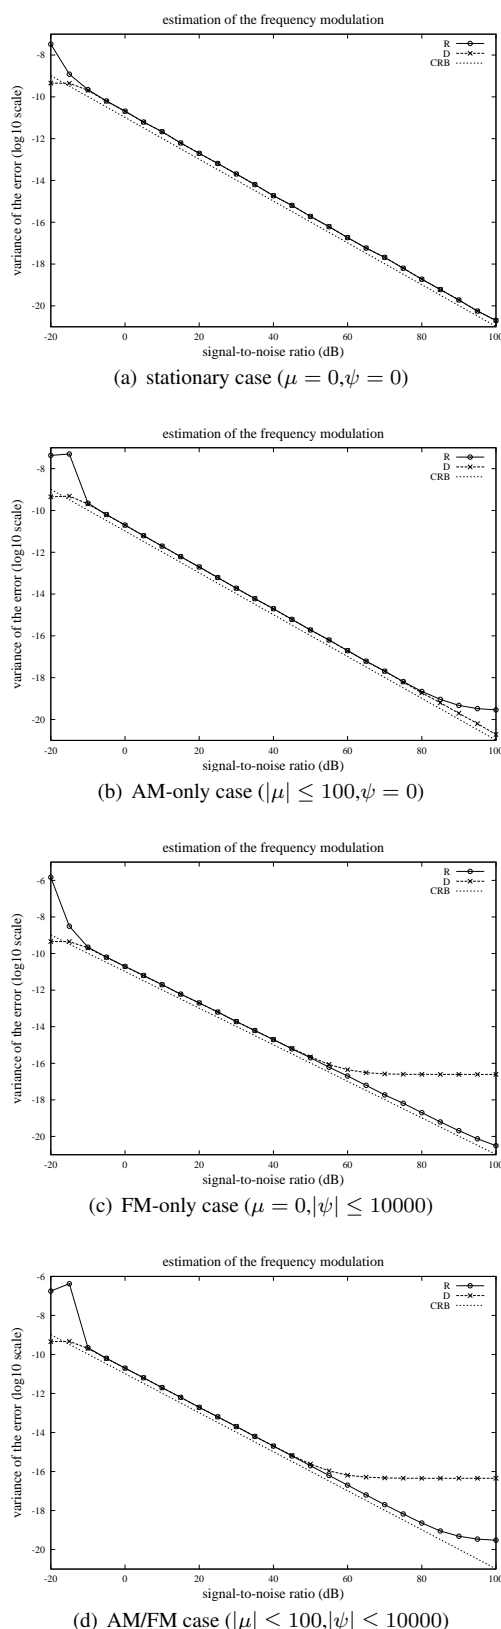 estimation of the frequency modulation
R
D
CRB
-8
-10
-12
-14
-16
-18
-20
variance of the error (log10 scale)
-20 0 20 40 60 80 100
signal-to-noise ratio (dB)
(a) stationary case (μ = 0,ψ = 0)
estimation of the frequency modulation
R
D
CRB
-8
-10
-12
-14
-16
-18
-20
variance of the error (log10 scale)
-20 0 20 40 60 80 100
signal-to-noise ratio (dB)
(b) AM-only case (|μ| ≤ 100,ψ = 0)
estimation of the frequency modulation
R
D
CRB
-6
-8
-10
-12
-14
-16
-18
-20
variance of the error (log10 scale)
-20 0 20 40 60 80 100
signal-to-noise ratio (dB)
(c) FM-only case (μ = 0,|ψ| ≤ 10000)
estimation of the frequency modulation
R
D
CRB
-6
-8
-10
-12
-14
-16
-18
-20
variance of the error (log10 scale)
-20 0 20 40 60 80 100
signal-to-noise ratio (dB)
(d) AM/FM case (|μ| < 100,|ψ| < 10000)